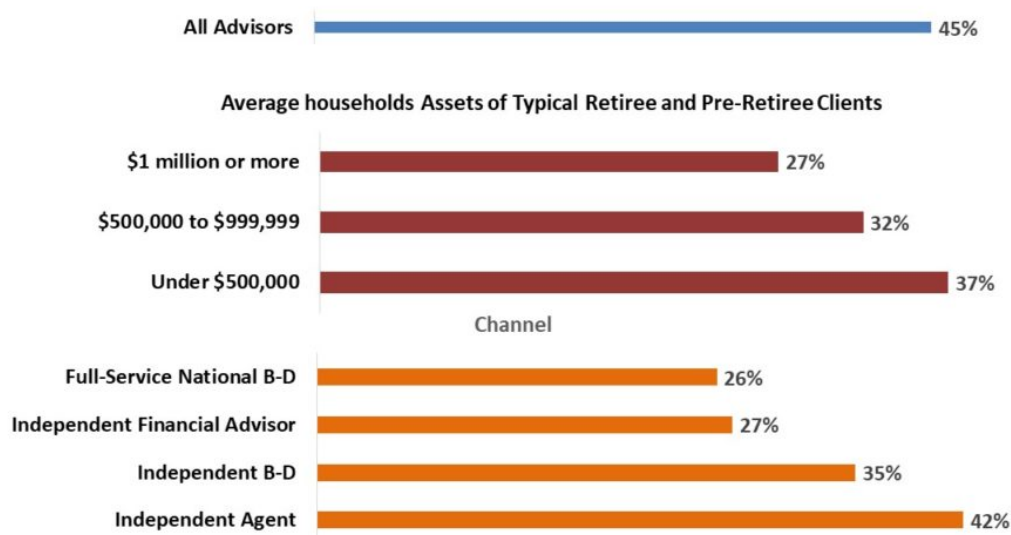 All Advisors 45%
Average households Assets of Typical Retiree and Pre-Retiree Clients
$1 million or more 27%
$500,000 to $999,999 32%
Under $500,000 37%
Channel
Full-Service National B-D 26%
Independent Financial Advisor 27%
Independent B-D 35%
Independent Agent 42%